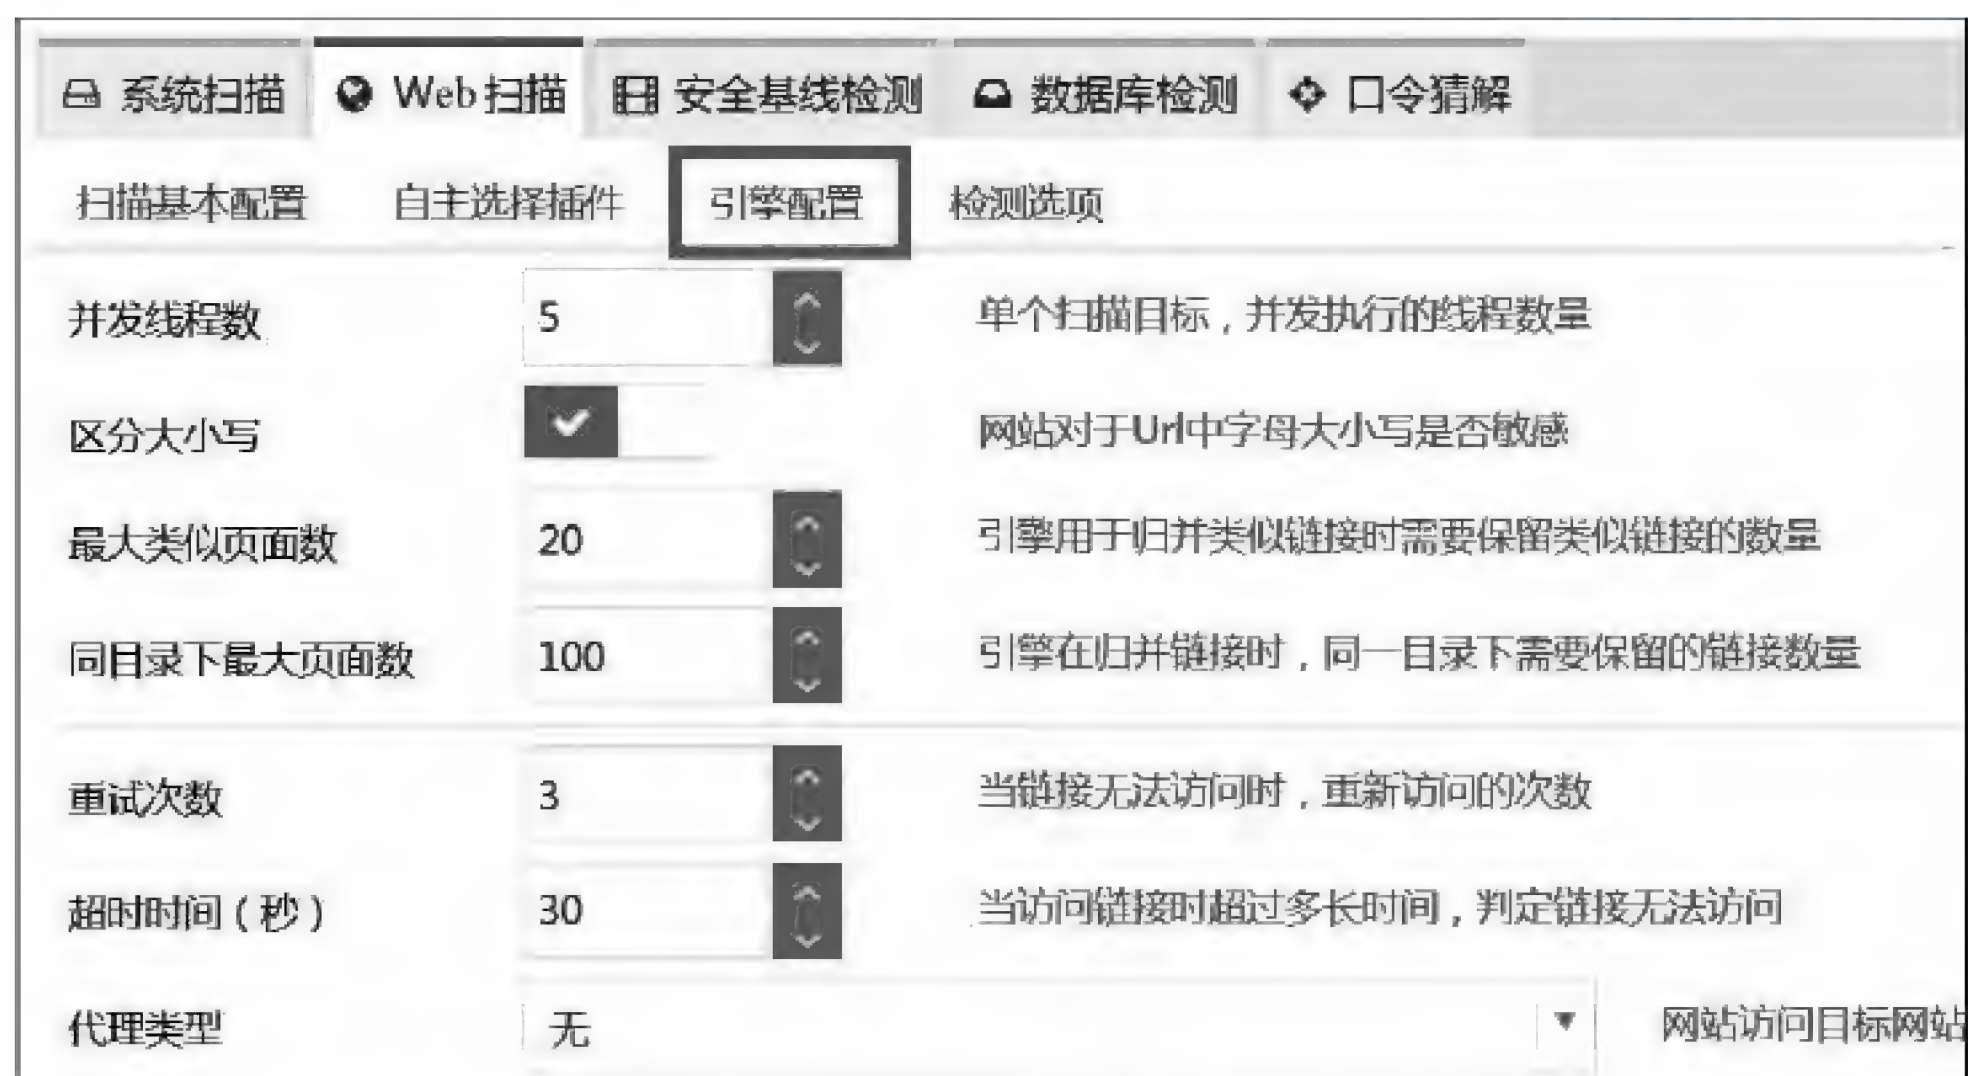 系统扫描 Web扫描 安全基线检测 数据库检测 口令猜解
扫描基本配置 自主选择插件 引擎配置 检测选项
并发线程数 5 单个扫描目标，并发执行的线程数量
区分大小写 网站对于Url中字母大小写是否敏感
最大类似页面数 20 引擎用于归并类似链接时需要保留类似链接的数量
同目录下最大页面数 100 引擎在归并链接时，同一目录下需要保留的链接数量
重试次数 3 当链接无法访问时，重新访问的次数
超时时间（秒） 30 当访问链接时超过多长时间，判定链接无法访问
代理类型 无 网站访问目标网站